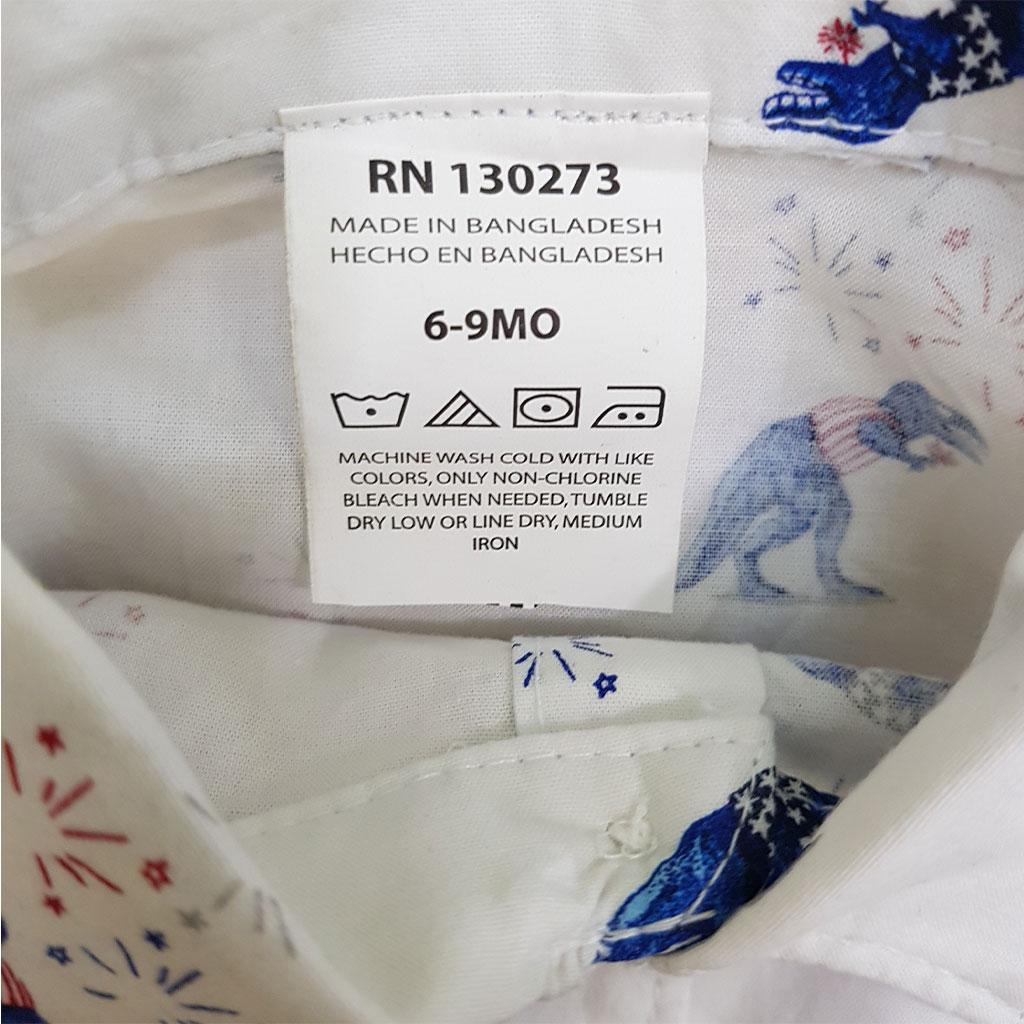 RN 130273
MADE IN BANGLADESH
HECHO EN BANGLADESH
6-9MO
MACHINE WASH COLD WITH LIKE
COLORS, ONLY NON-CHLORINE
BLEACH WHEN NEEDED, TUMBLE
DRY LOW OR LINE DRY, MEDIUM
IRON